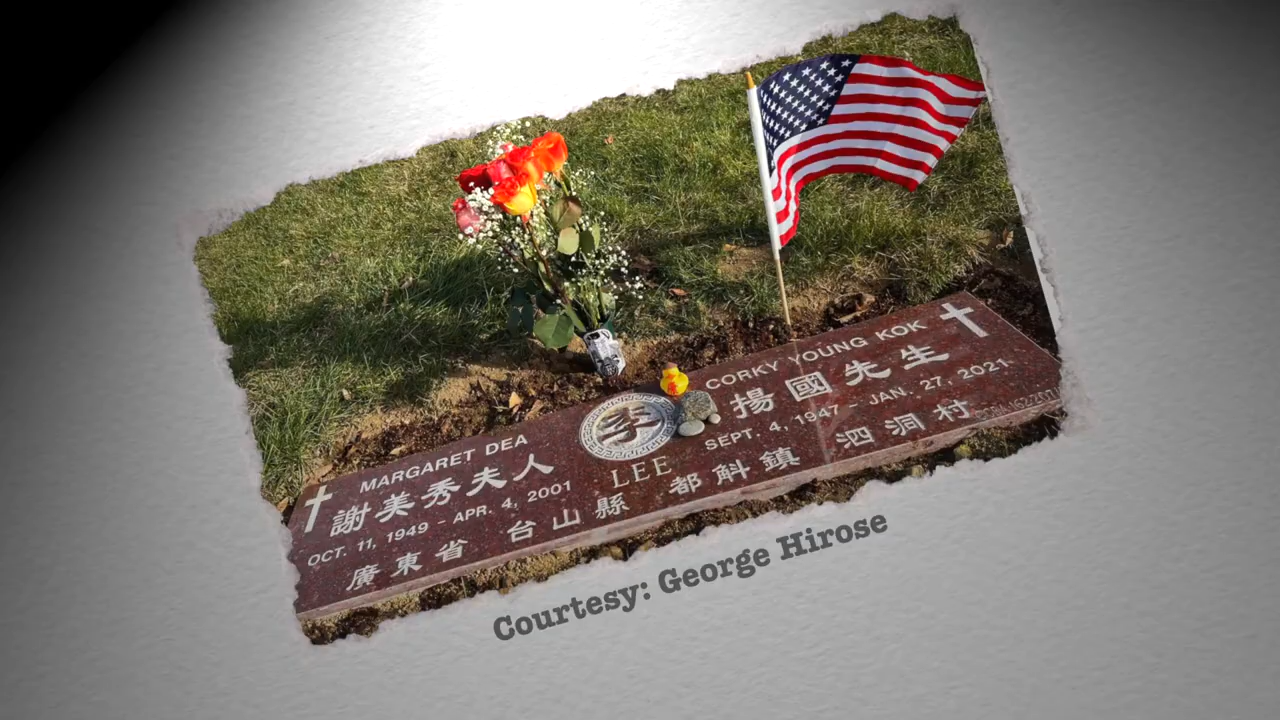 CORKY YOUNG KOK
揚國先生
SEPT. 4, 1947 - JAN. 27, 2021
MARGARET DEA
謝美秀夫人
OCT. 11, 1949 - APR. 4, 2001
李
LEE
廣東省 台山縣 都斛鎮 泗洞村
Courtesy: George Hirose